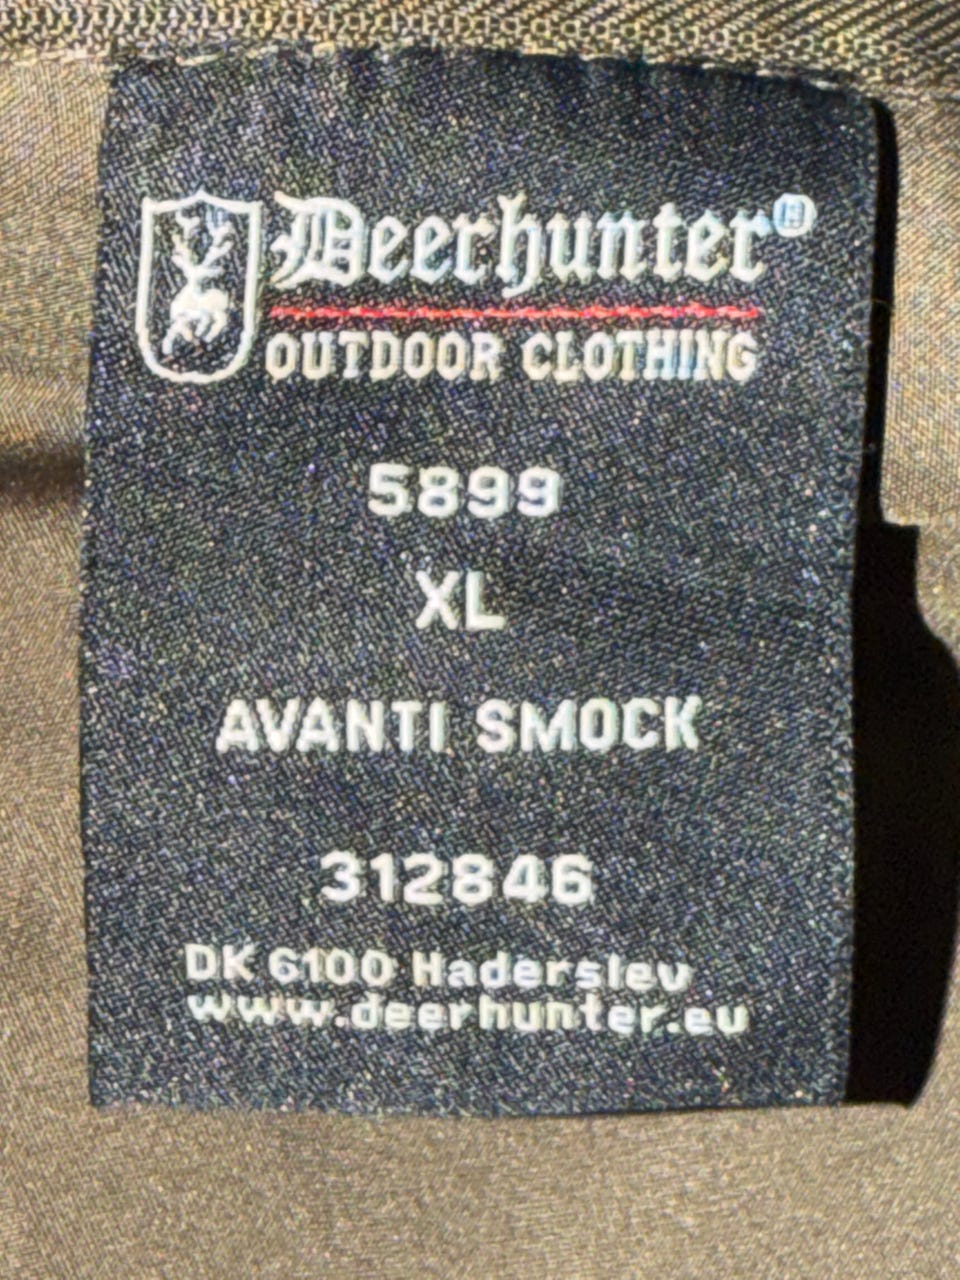 Deerhunter®
OUTDOOR CLOTHING
5899
XL
AVANTI SMOCK
312846
DK 6100 Haderslev
www.deerhunter.eu